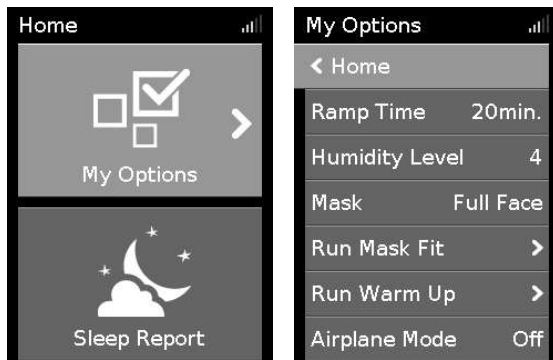 Home
My Options
Sleep Report
My Options
Home
Ramp Time 20min.
Humidity Level 4
Mask Full Face
Run Mask Fit
Run Warm Up
Airplane Mode Off